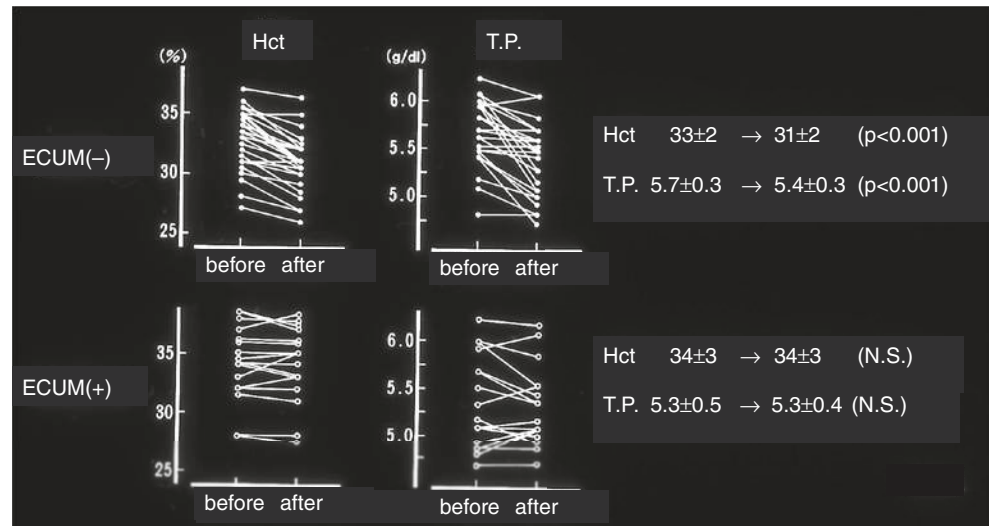 Hct
T.P.
(%)
(g/dl)
35
30
25
6.0
5.5
5.0
ECUM(–)
before after
before after
Hct 33±2 → 31±2 (p<0.001)
T.P. 5.7±0.3 → 5.4±0.3 (p<0.001)
35
30
25
6.0
5.5
5.0
ECUM(+)
before after
before after
Hct 34±3 → 34±3 (N.S.)
T.P. 5.3±0.5 → 5.3±0.4 (N.S.)